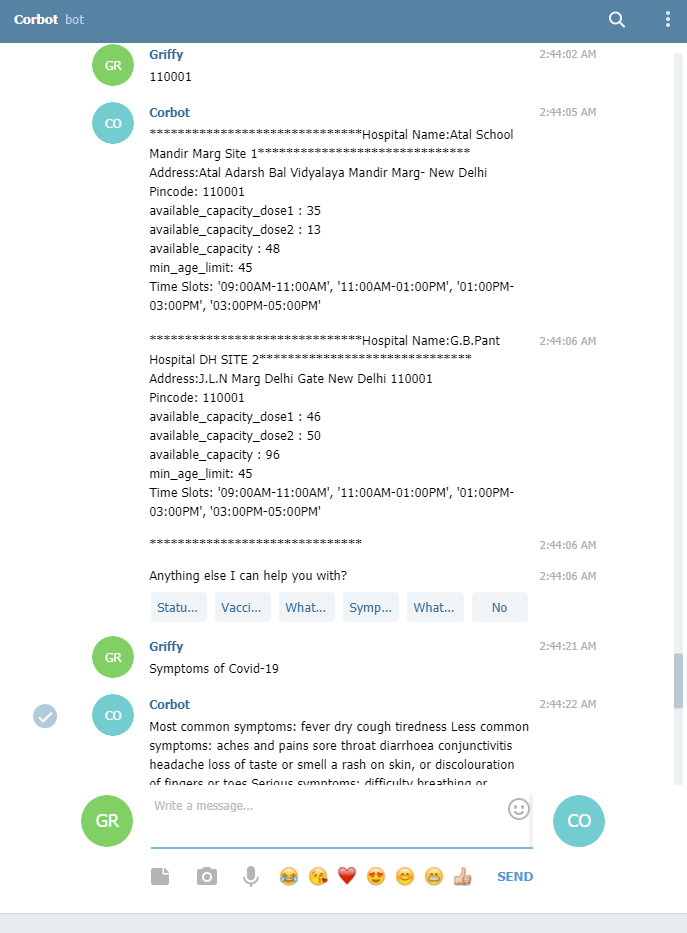 Corbot bot
Griffy 2:44:02 AM
GR
110001
Corbot 2:44:05 AM
CO
******************************Hospital Name:Atal School
Mandir Marg Site 1******************************
Address:Atal Adarsh Bal Vidyalaya Mandir Marg- New Delhi
Pincode: 110001
available_capacity_dose1 : 35
available_capacity_dose2 : 13
available_capacity : 48
min_age_limit: 45
Time Slots: '09:00AM-11:00AM', '11:00AM-01:00PM', '01:00PM-
03:00PM', '03:00PM-05:00PM'
******************************Hospital Name:G.B.Pant 2:44:06 AM
Hospital DH SITE 2******************************
Address:J.L.N Marg Delhi Gate New Delhi 110001
Pincode: 110001
available_capacity_dose1 : 46
available_capacity_dose2 : 50
available_capacity : 96
min_age_limit: 45
Time Slots: '09:00AM-11:00AM', '11:00AM-01:00PM', '01:00PM-
03:00PM', '03:00PM-05:00PM'
****************************** 2:44:06 AM
Anything else I can help you with? 2:44:06 AM
Statu... Vacci... What... Symp... What... No
Griffy 2:44:21 AM
GR
Symptoms of Covid-19
Corbot 2:44:22 AM
CO
Most common symptoms: fever dry cough tiredness Less common
symptoms: aches and pains sore throat diarrhoea conjunctivitis
headache loss of taste or smell a rash on skin, or discolouration
of fingers or toes Serious symptoms: difficulty breathing or
Write a message...
GR CO
SEND